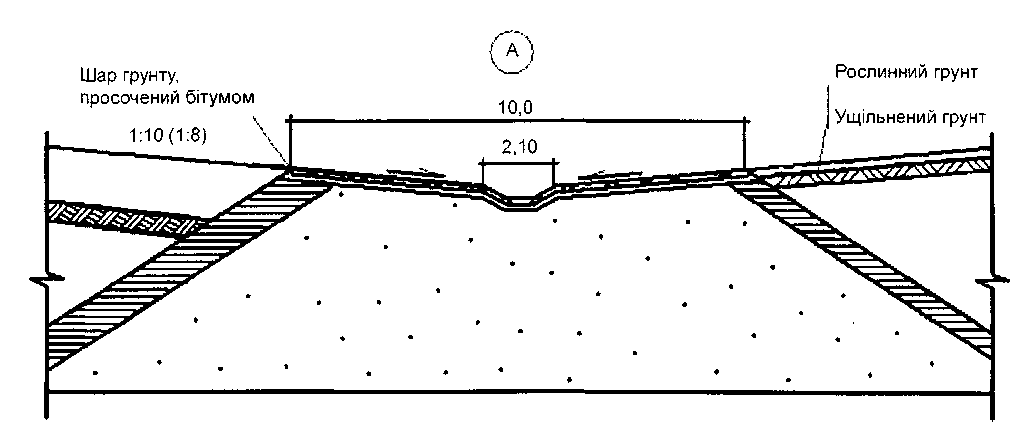 А
Шар грунту,
просочений бітумом
1:10 (1:8)
10,0
2,10
Рослинний грунт
Ущільнений грунт